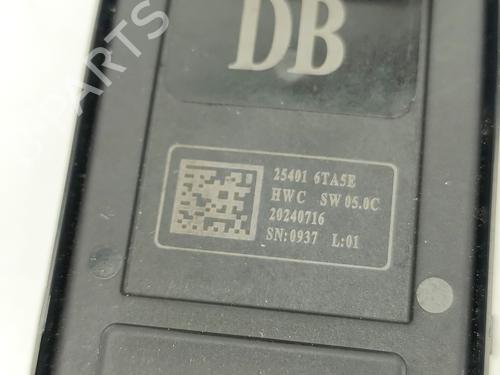 DB
25401 6TA5E
HWC SW 05.0C
20240716
SN:0937 L:01